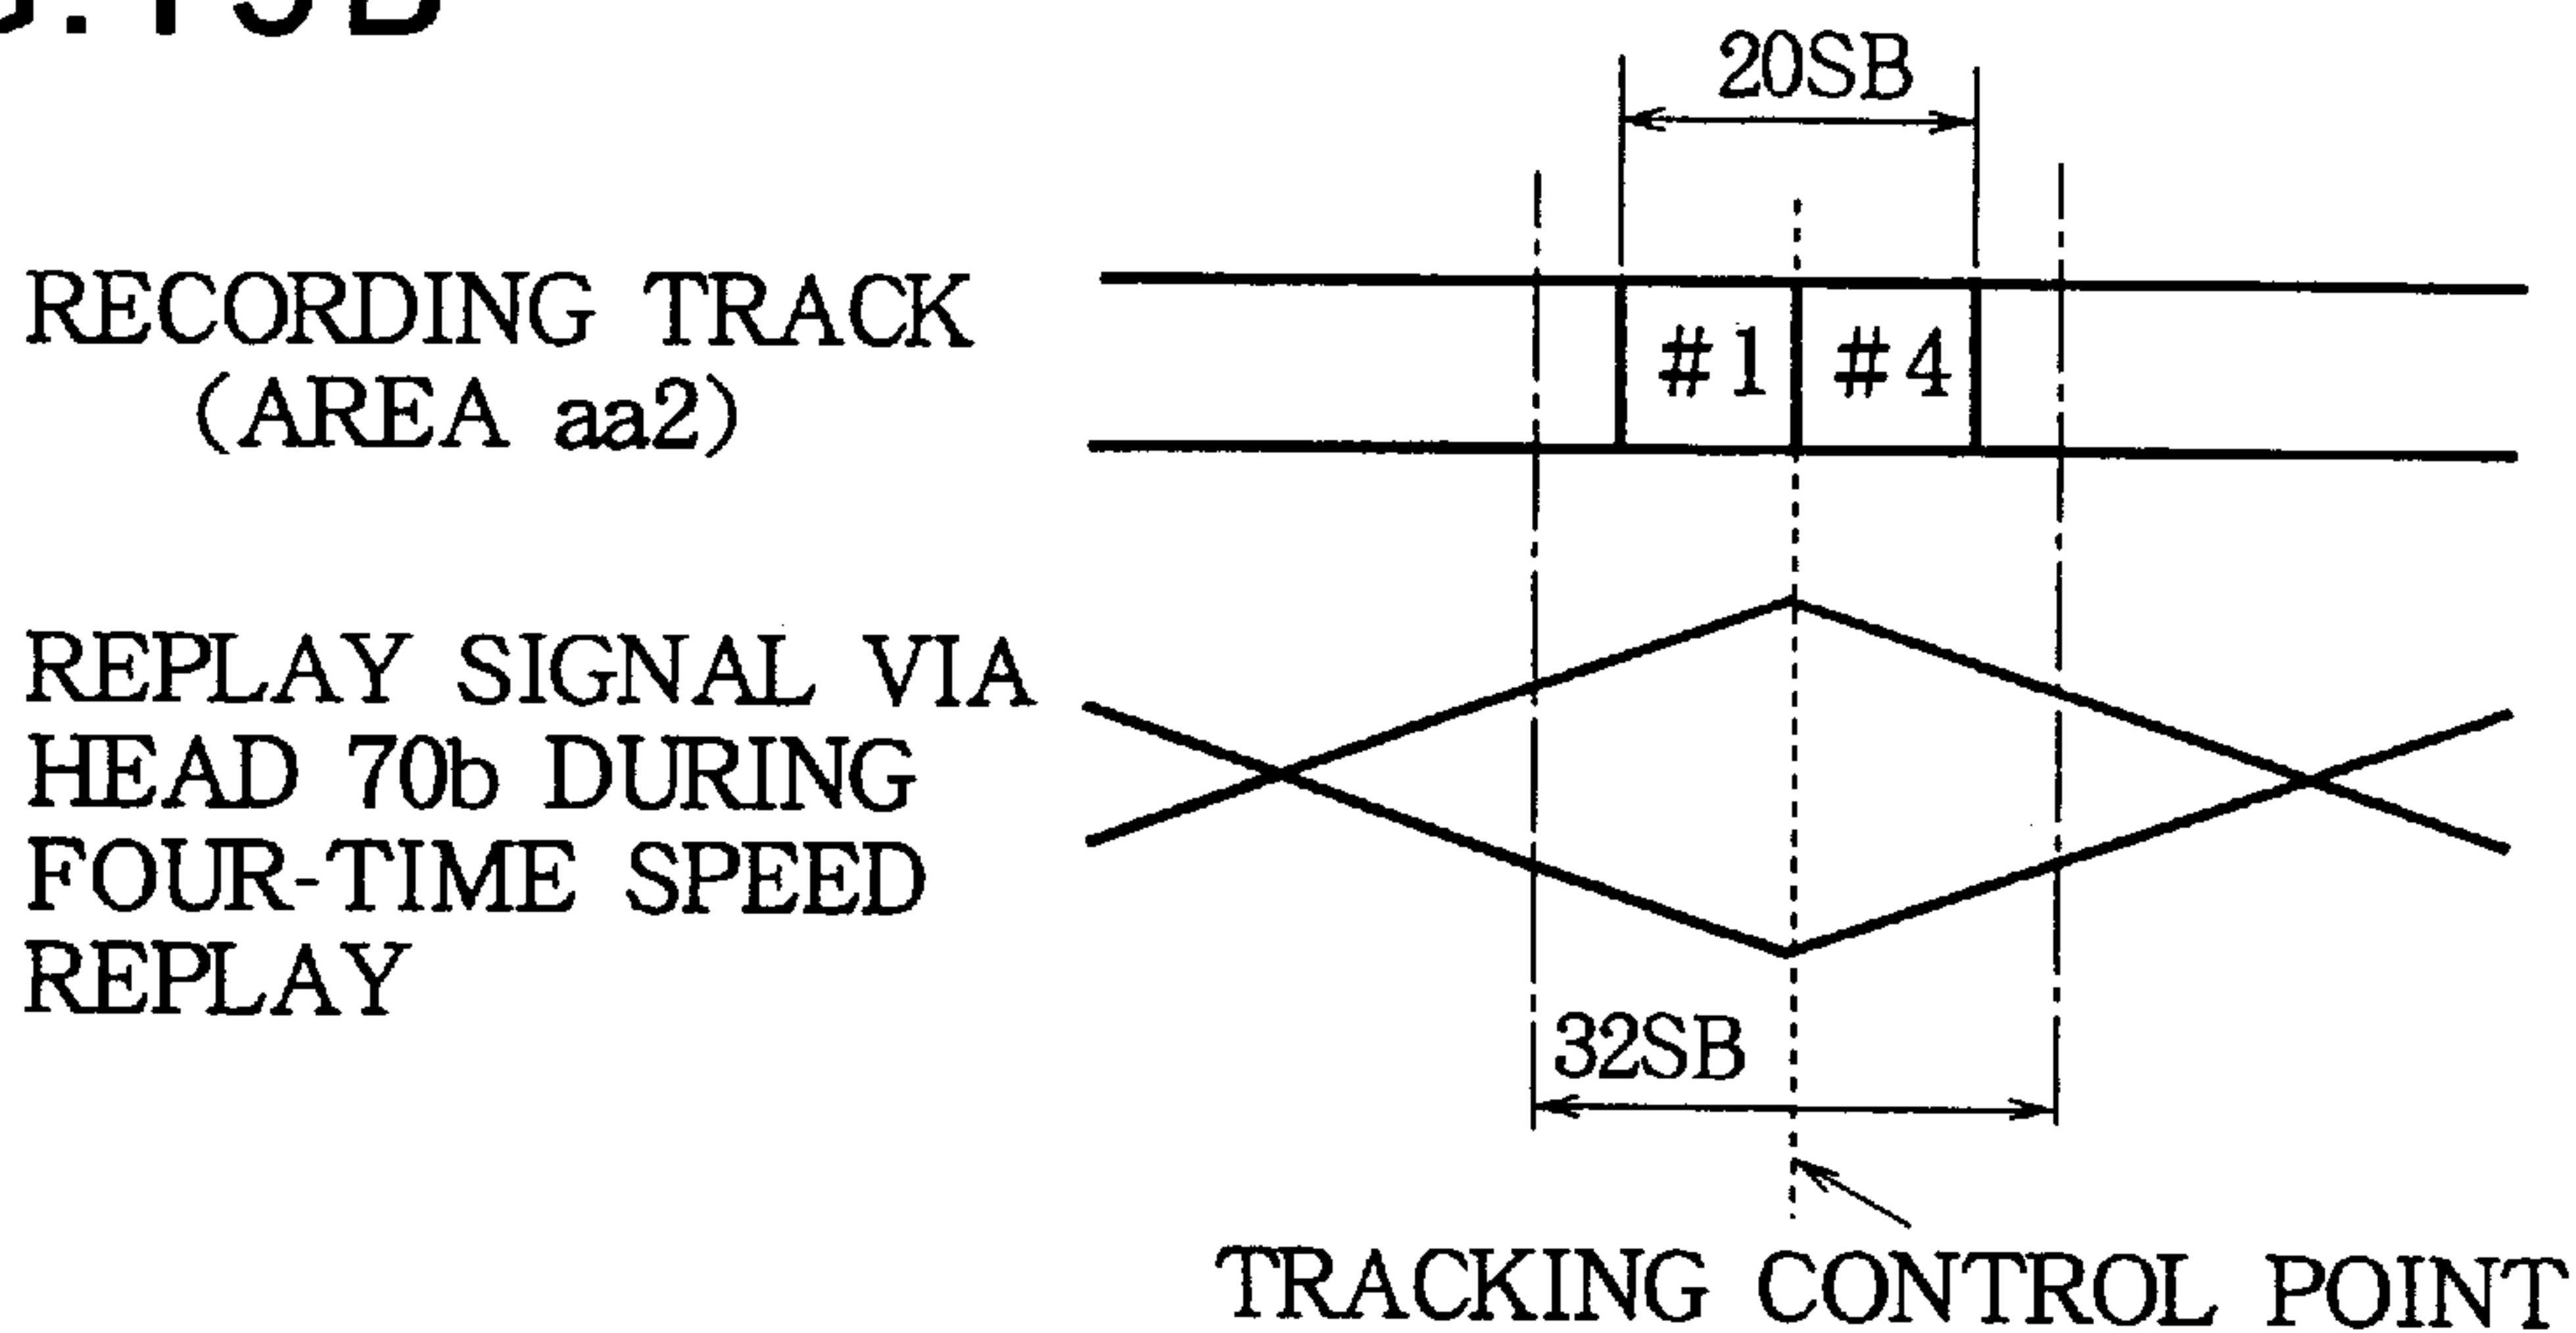 20SB
RECORDING TRACK
(AREA aa2)
#1 #4
REPLAY SIGNAL VIA
HEAD 70b DURING
FOUR-TIME SPEED
REPLAY
32SB
TRACKING CONTROL POINT